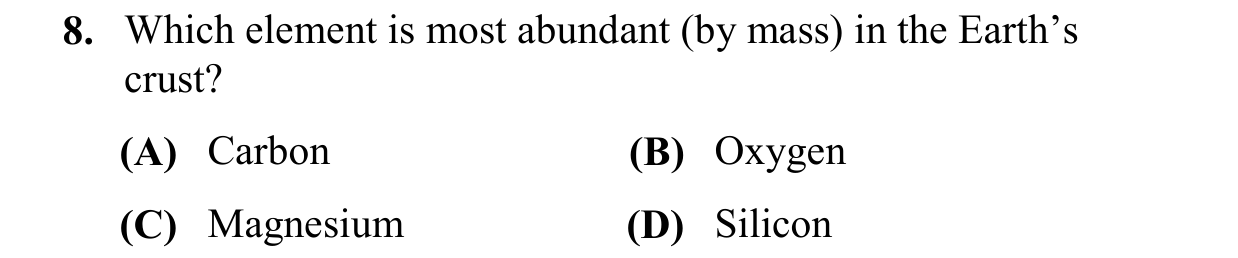 8. Which element is most abundant (by mass) in the Earth’s
crust?
(A) Carbon (B) Oxygen
(C) Magnesium (D) Silicon